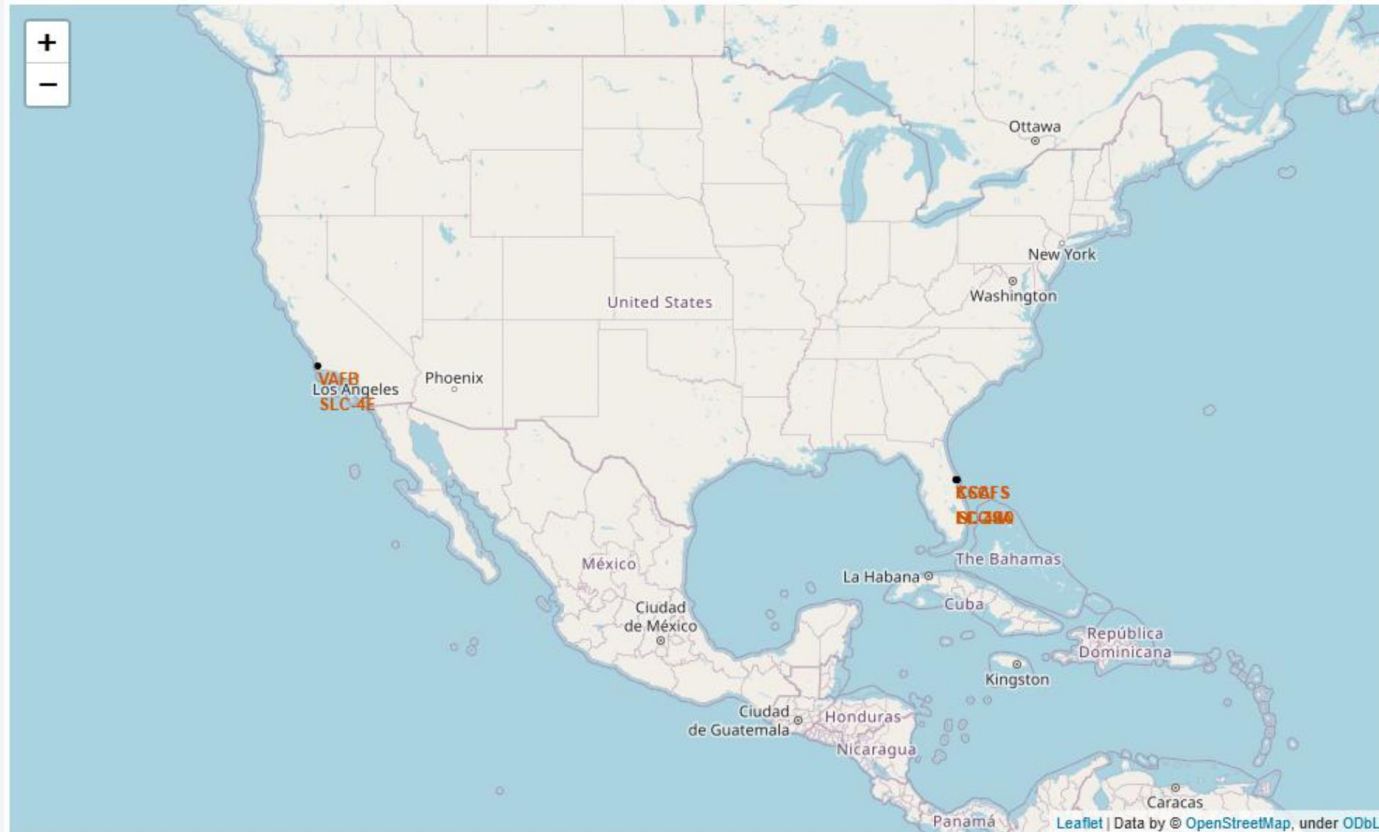 +
−
Ottawa
New York
Washington
United States
Phoenix
VAFB
Los Angeles
SLC-4E
México
La Habana
The Bahamas
Cuba
Ciudad
de México
República
Dominicana
Kingston
Ciudad
de Guatemala
Honduras
Nicaragua
Caracas
Panamá
Leaflet | Data by © OpenStreetMap, under ODbL